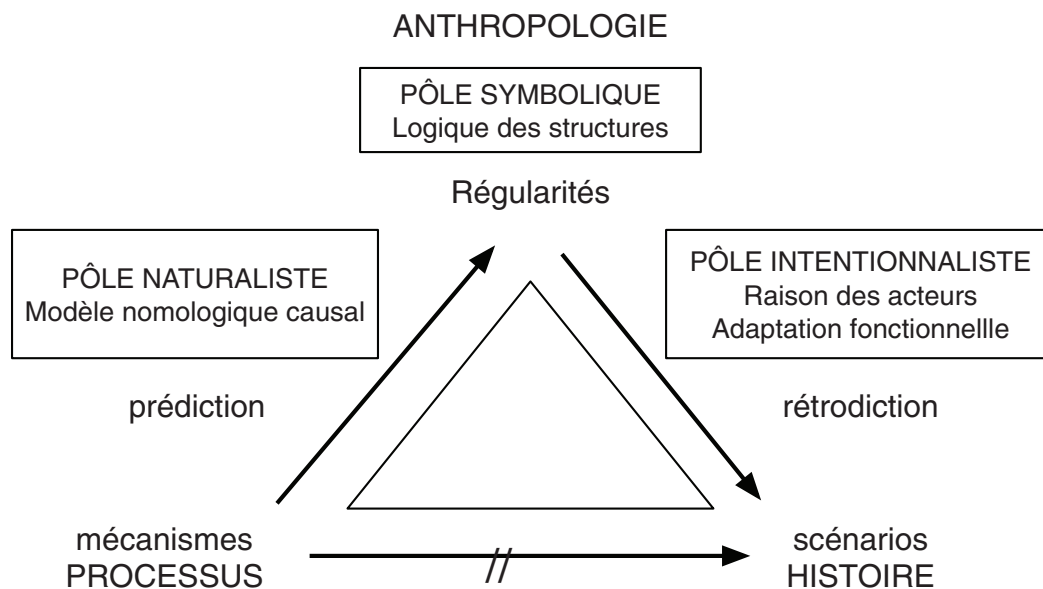 ANTHROPOLOGIE
PÔLE SYMBOLIQUE
Logique des structures
Régularités
PÔLE NATURALISTE
Modèle nomologique causal
PÔLE INTENTIONNALISTE
Raison des acteurs
Adaptation fonctionnellle
prédiction
rétrodiction
mécanismes
PROCESSUS
//
scénarios
HISTOIRE